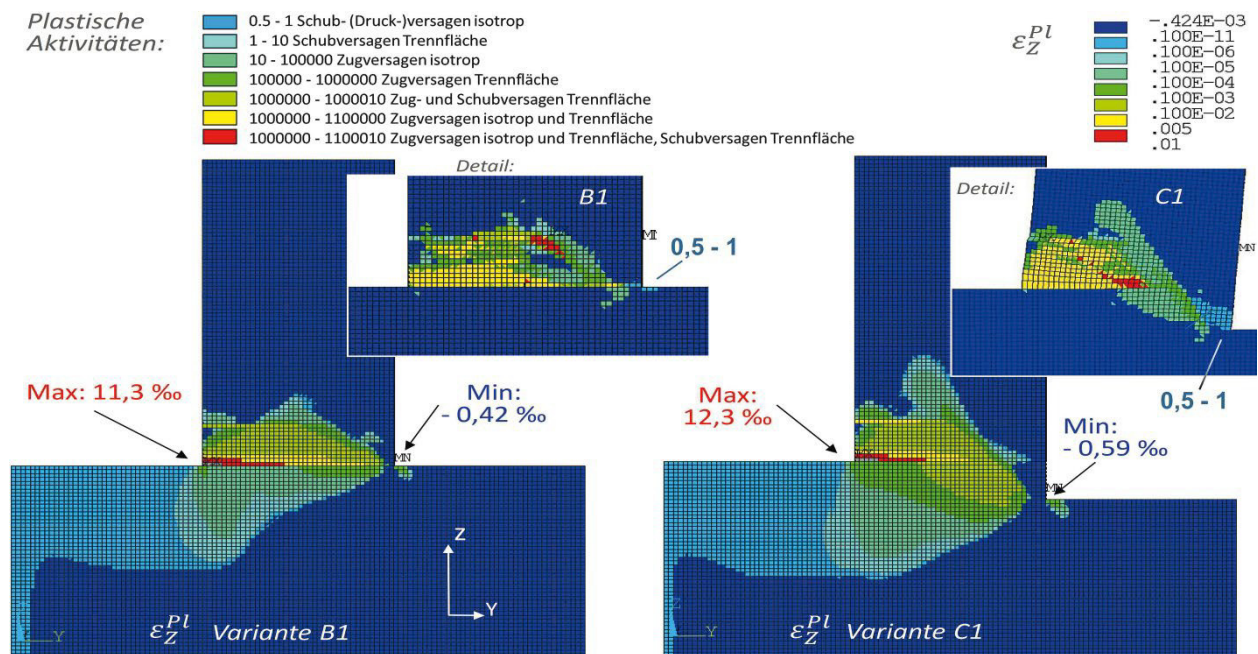 Plastische
Aktivitäten:
0.5 - 1 Schub- (Druck-)versagen isotrop
1 - 10 Schubversagen Trennfläche
10 - 100000 Zugversagen isotrop
100000 - 1000000 Zugversagen Trennfläche
1000000 - 1000010 Zug- und Schubversagen Trennfläche
1000000 - 1100000 Zugversagen isotrop und Trennfläche
1000000 - 1100010 Zugversagen isotrop und Trennfläche, Schubversagen Trennfläche
ε_Z^Pl
-.424E-03
.100E-11
.100E-06
.100E-05
.100E-04
.100E-03
.100E-02
.005
.01
Detail:
B1
0,5 - 1
Max: 11,3 ‰
Min:
- 0,42 ‰
MN
Z
Y
Y
ε_Z^Pl Variante B1
Detail:
C1
MN
0,5 - 1
Max:
12,3 ‰
Min:
- 0,59 ‰
MN
Y
ε_Z^Pl Variante C1